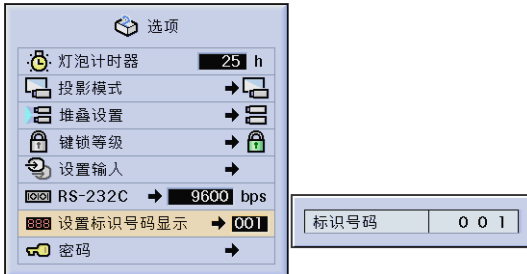 选项
灯泡计时器 25 h
投影模式
堆叠设置
键锁等级
设置输入
RS-232C 9600 bps
888 设置标识号码显示 001
密码
标识号码 0 0 1